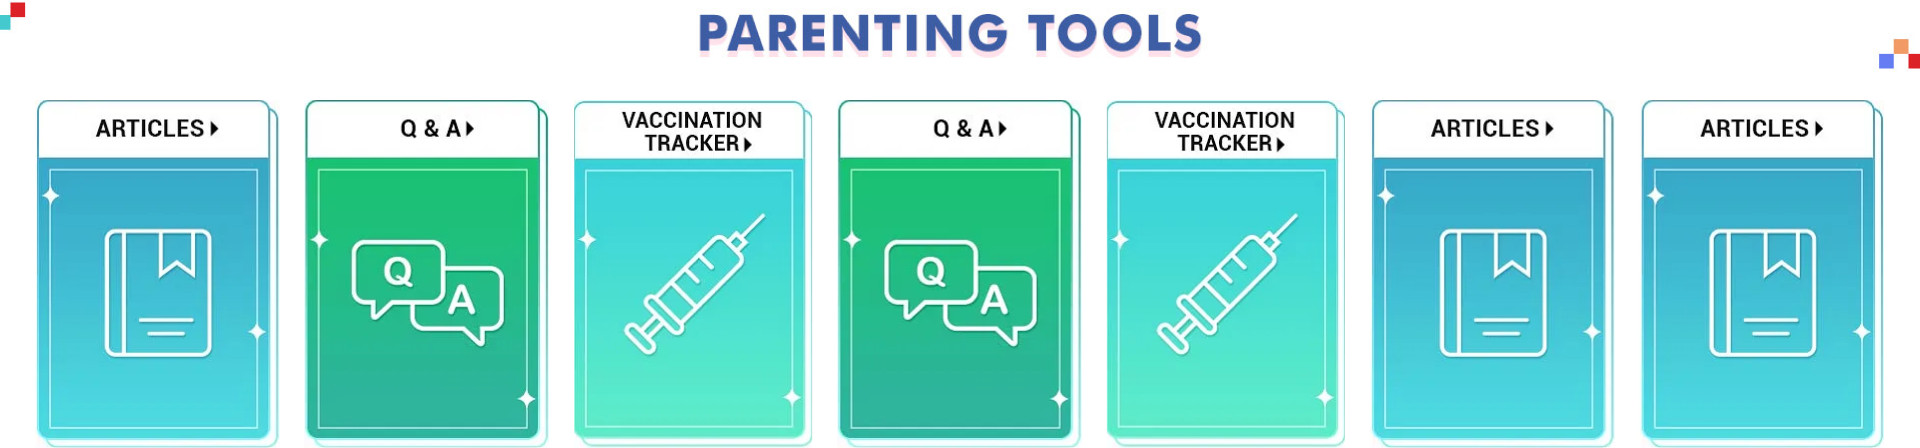 PARENTING TOOLS
ARTICLES
Q & A
VACCINATION
TRACKER
Q & A
VACCINATION
TRACKER
ARTICLES
ARTICLES
Q
A
Q
A